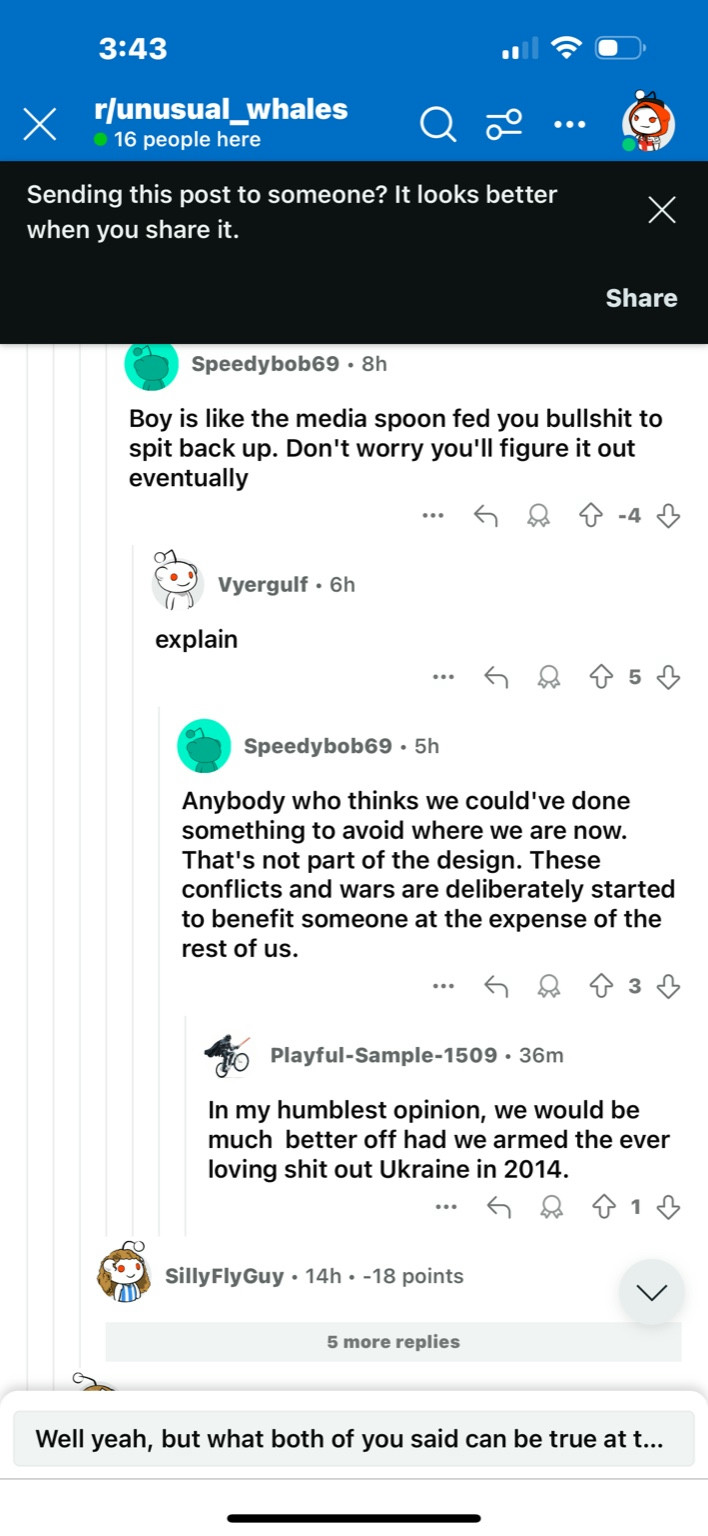 3:43
r/unusual_whales
16 people here
Sending this post to someone? It looks better
when you share it.
Share
Speedybob69 • 8h
Boy is like the media spoon fed you bullshit to
spit back up. Don't worry you'll figure it out
eventually
-4
Vyergulf • 6h
explain
5
Speedybob69 • 5h
Anybody who thinks we could've done
something to avoid where we are now.
That's not part of the design. These
conflicts and wars are deliberately started
to benefit someone at the expense of the
rest of us.
3
Playful-Sample-1509 • 36m
In my humblest opinion, we would be
much  better off had we armed the ever
loving shit out Ukraine in 2014.
1
SillyFlyGuy • 14h • -18 points
5 more replies
Well yeah, but what both of you said can be true at t...